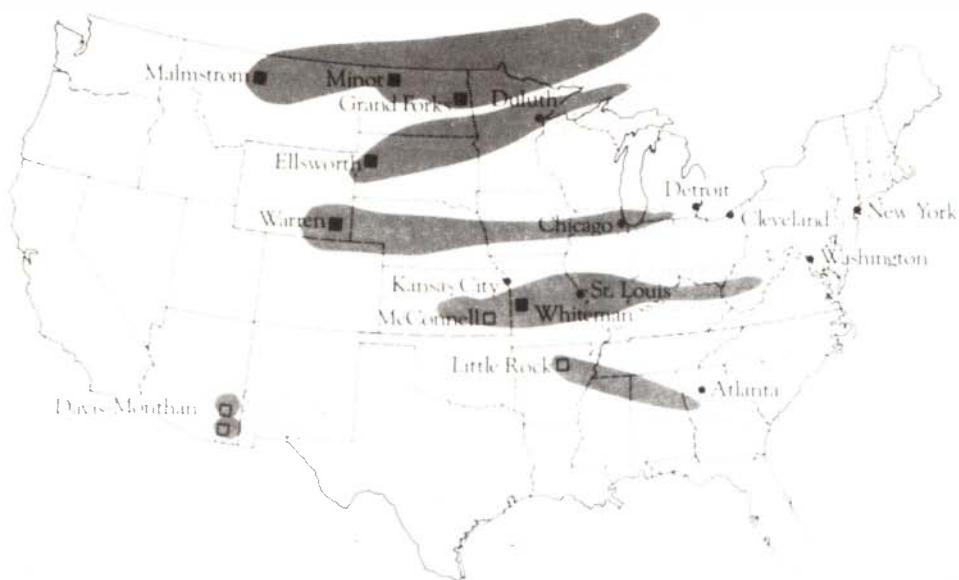 Malmstrom
Minot
Grand Forks
Duluth
Ellsworth
Detroit
Warren
Chicago
Cleveland
New York
Washington
Kansas City
St. Louis
McConnell
Whiteman
Little Rock
Atlanta
Davis Monthan